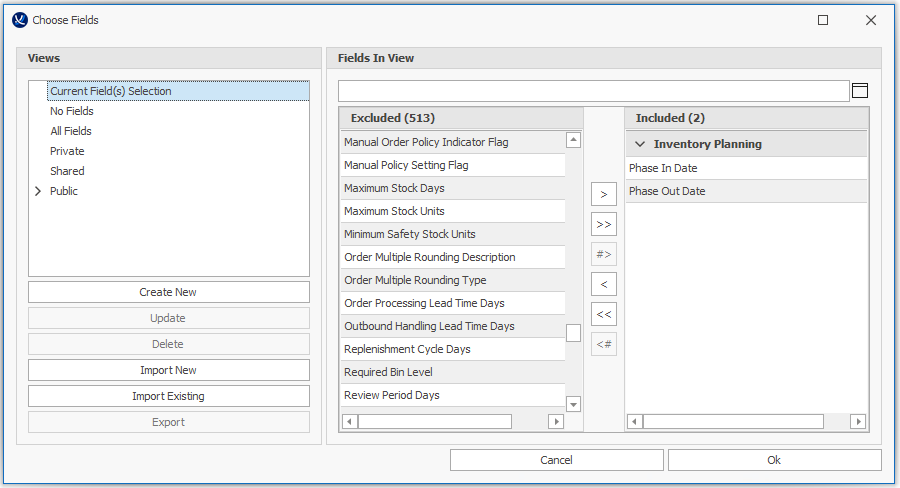 Choose Fields
Views
Current Field(s) Selection
No Fields
All Fields
Private
Shared
Public
Create New
Update
Delete
Import New
Import Existing
Export
Fields In View
Excluded (513)
Manual Order Policy Indicator Flag
Manual Policy Setting Flag
Maximum Stock Days
Maximum Stock Units
Minimum Safety Stock Units
Order Multiple Rounding Description
Order Multiple Rounding Type
Order Processing Lead Time Days
Outbound Handling Lead Time Days
Replenishment Cycle Days
Required Bin Level
Review Period Days
>
>>
#>
<
<<
<#
Included (2)
Inventory Planning
Phase In Date
Phase Out Date
Cancel
Ok